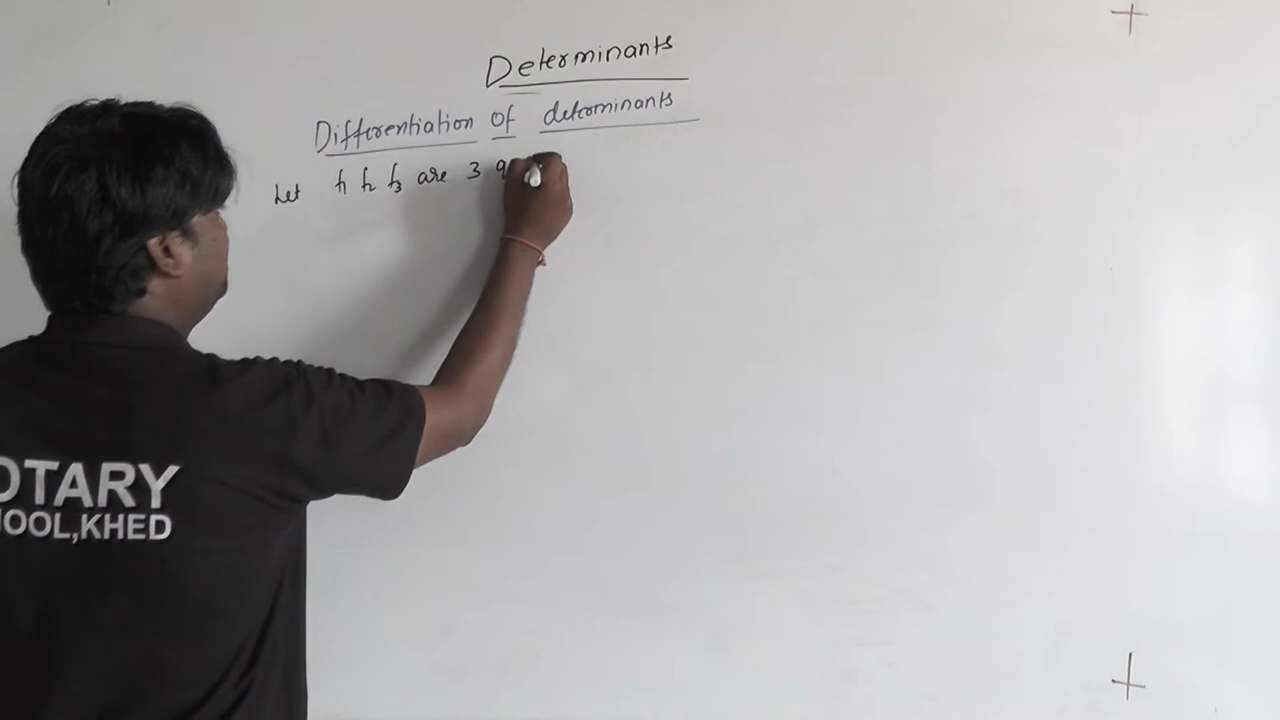 Determinants
Differentiation of determinants
Let f1 f2 f3 are 3
OTARY
HOOL,KHED